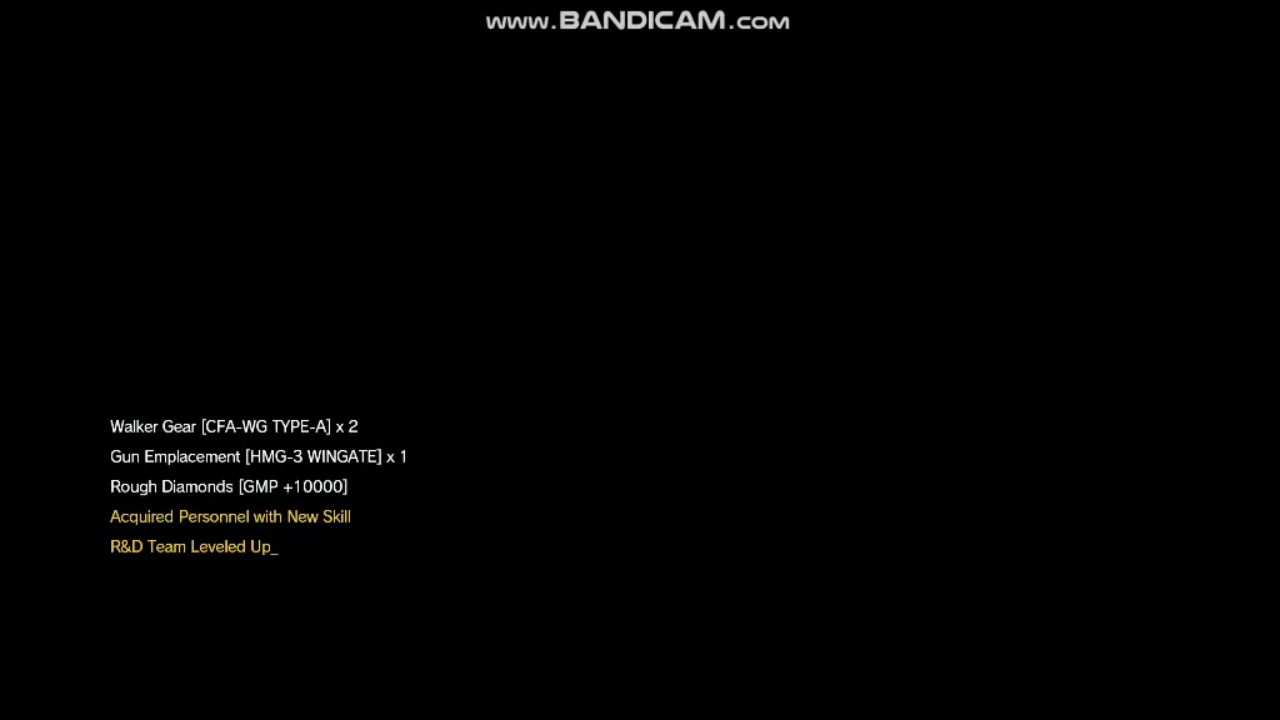 www.BANDICAM.com
Walker Gear [CFA-WG TYPE-A] x 2
Gun Emplacement [HMG-3 WINGATE] x 1
Rough Diamonds [GMP +10000]
Acquired Personnel with New Skill
R&D Team Leveled Up_